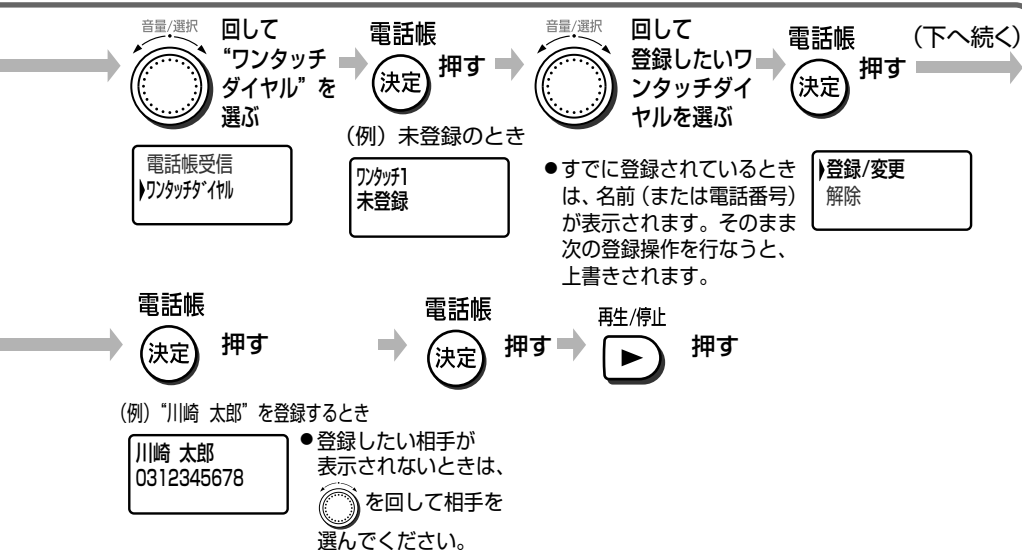 音量/選択
回して
“ワンタッチ
ダイヤル”を
選ぶ
電話帳受信
ﾜﾝﾀｯﾁﾀﾞｲﾔﾙ
電話帳
決定
押す
（例）未登録のとき
ﾜﾝﾀｯﾁ1
未登録
音量/選択
回して
登録したいワ
ンタッチダイ
ヤルを選ぶ
●すでに登録されているとき
は、名前（または電話番号）
が表示されます。そのまま
次の登録操作を行なうと、
上書きされます。
電話帳
決定
押す
（下へ続く）
登録/変更
解除
電話帳
決定
押す
（例）“川崎 太郎”を登録するとき
川崎 太郎
0312345678
●登録したい相手が
表示されないときは、
を回して相手を
選んでください。
電話帳
決定
押す
再生/停止
押す